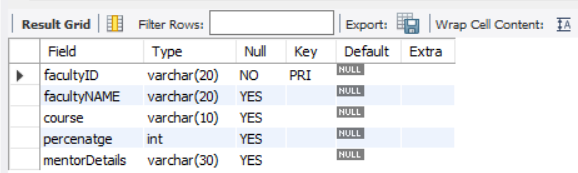 Result Grid Filter Rows: Export: Wrap Cell Content: IA
Field Type Null Key Default Extra
facultyID varchar(20) NO PRI NULL
facultyNAME varchar(20) YES NULL
course varchar(10) YES NULL
percenatge int YES NULL
mentorDetails varchar(30) YES NULL